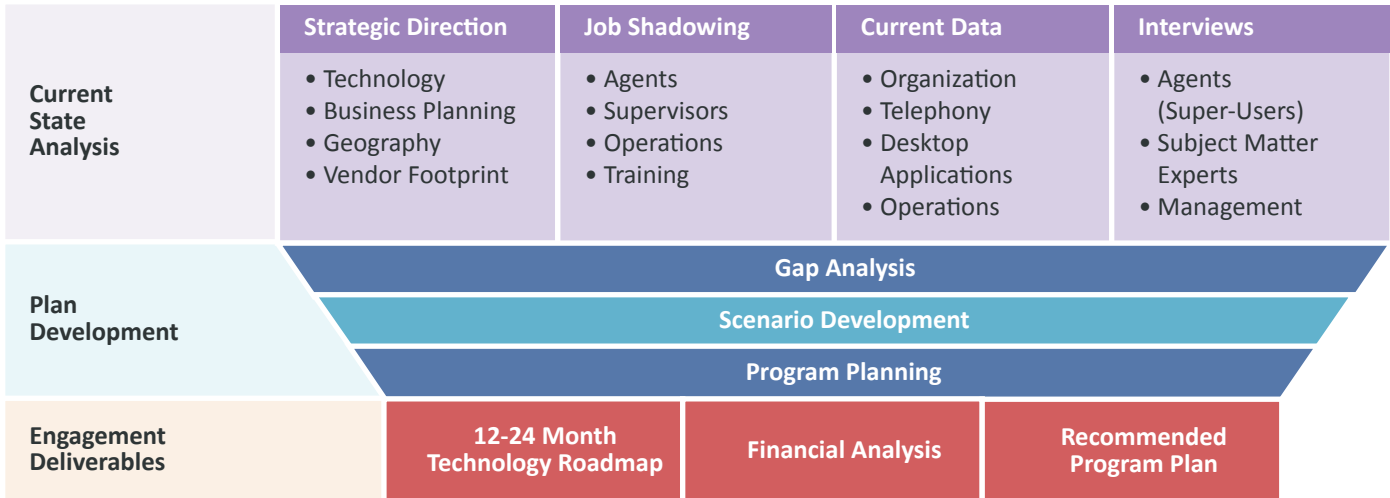 Current
State
Analysis
Strategic Direction
• Technology
• Business Planning
• Geography
• Vendor Footprint
Job Shadowing
• Agents
• Supervisors
• Operations
• Training
Current Data
• Organization
• Telephony
• Desktop
Applications
• Operations
Interviews
• Agents
(Super-Users)
• Subject Matter
Experts
• Management
Plan
Development
Gap Analysis
Scenario Development
Program Planning
Engagement
Deliverables
12-24 Month
Technology Roadmap
Financial Analysis
Recommended
Program Plan